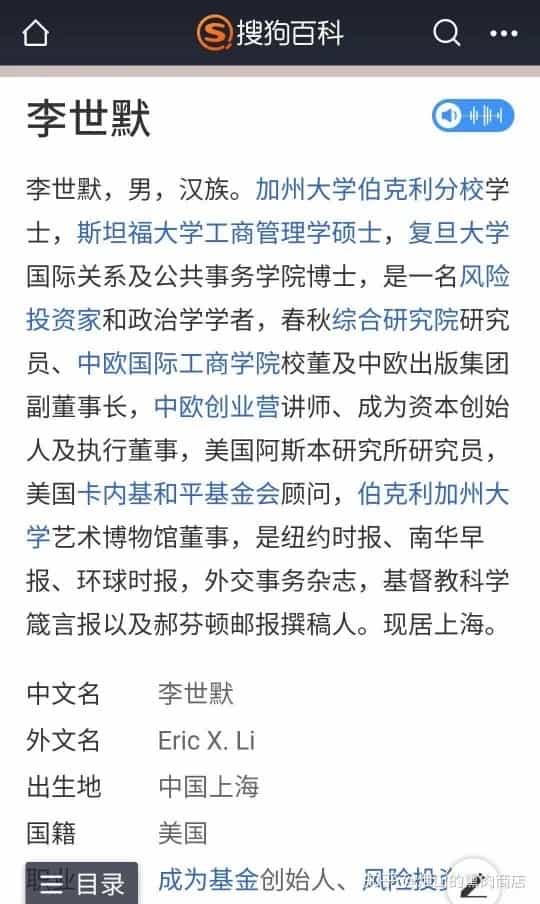 搜狗百科
李世默
李世默，男，汉族。加州大学伯克利分校学
士，斯坦福大学工商管理学硕士，复旦大学
国际关系及公共事务学院博士，是一名风险
投资家和政治学学者，春秋综合研究院研究
员、中欧国际工商学院校董及中欧出版集团
副董事长，中欧创业营讲师、成为资本创始
人及执行董事，美国阿斯本研究所研究员，
美国卡内基和平基金会顾问，伯克利加州大
学艺术博物馆董事，是纽约时报、南华早
报、环球时报，外交事务杂志，基督教科学
箴言报以及郝芬顿邮报撰稿人。现居上海。
中文名 李世默
外文名 Eric X. Li
出生地 中国上海
国籍 美国
目录 成为基金创始人、风险投